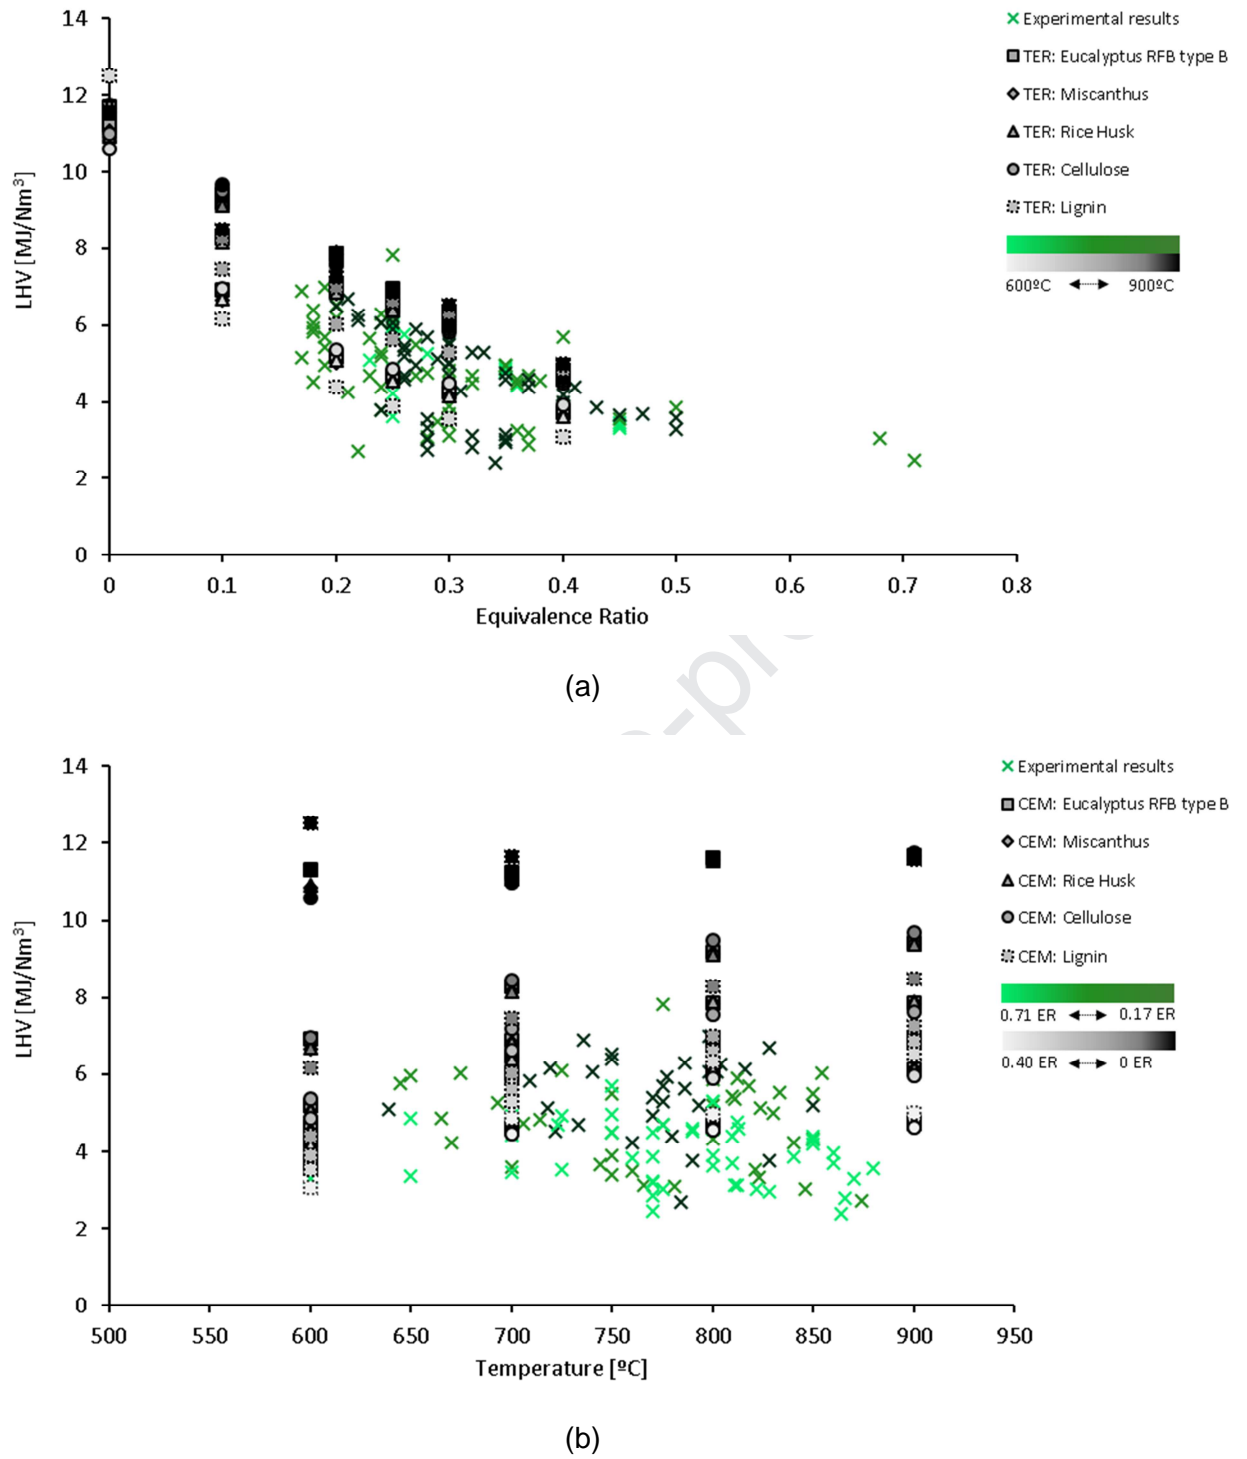 14
12
10
8
6
4
2
0
LHV [MJ/Nm³]
0 0.1 0.2 0.3 0.4 0.5 0.6 0.7 0.8
Equivalence Ratio
Experimental results
TER: Eucalyptus RFB type B
TER: Miscanthus
TER: Rice Husk
TER: Cellulose
TER: Lignin
600ºC 900ºC
(a)
14
12
10
8
6
4
2
0
LHV [MJ/Nm³]
500 550 600 650 700 750 800 850 900 950
Temperature [ºC]
Experimental results
CEM: Eucalyptus RFB type B
CEM: Miscanthus
CEM: Rice Husk
CEM: Cellulose
CEM: Lignin
0.71 ER 0.17 ER
0.40 ER 0 ER
(b)